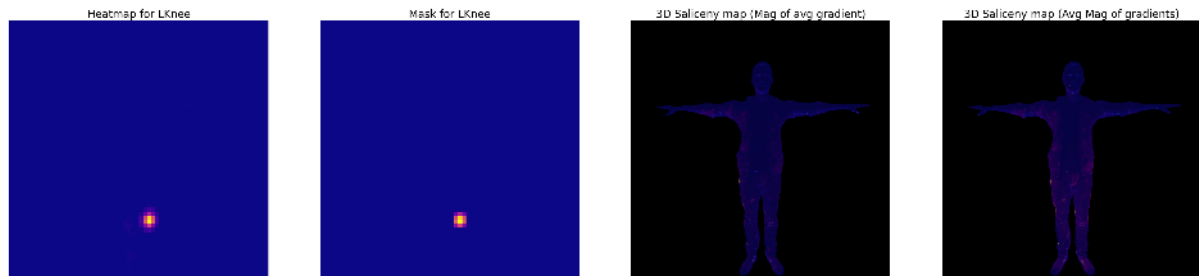 Heatmap for LKnee
Mask for LKnee
3D Saliceny map (Mag of avg gradient)
3D Saliceny map (Avg Mag of gradients)